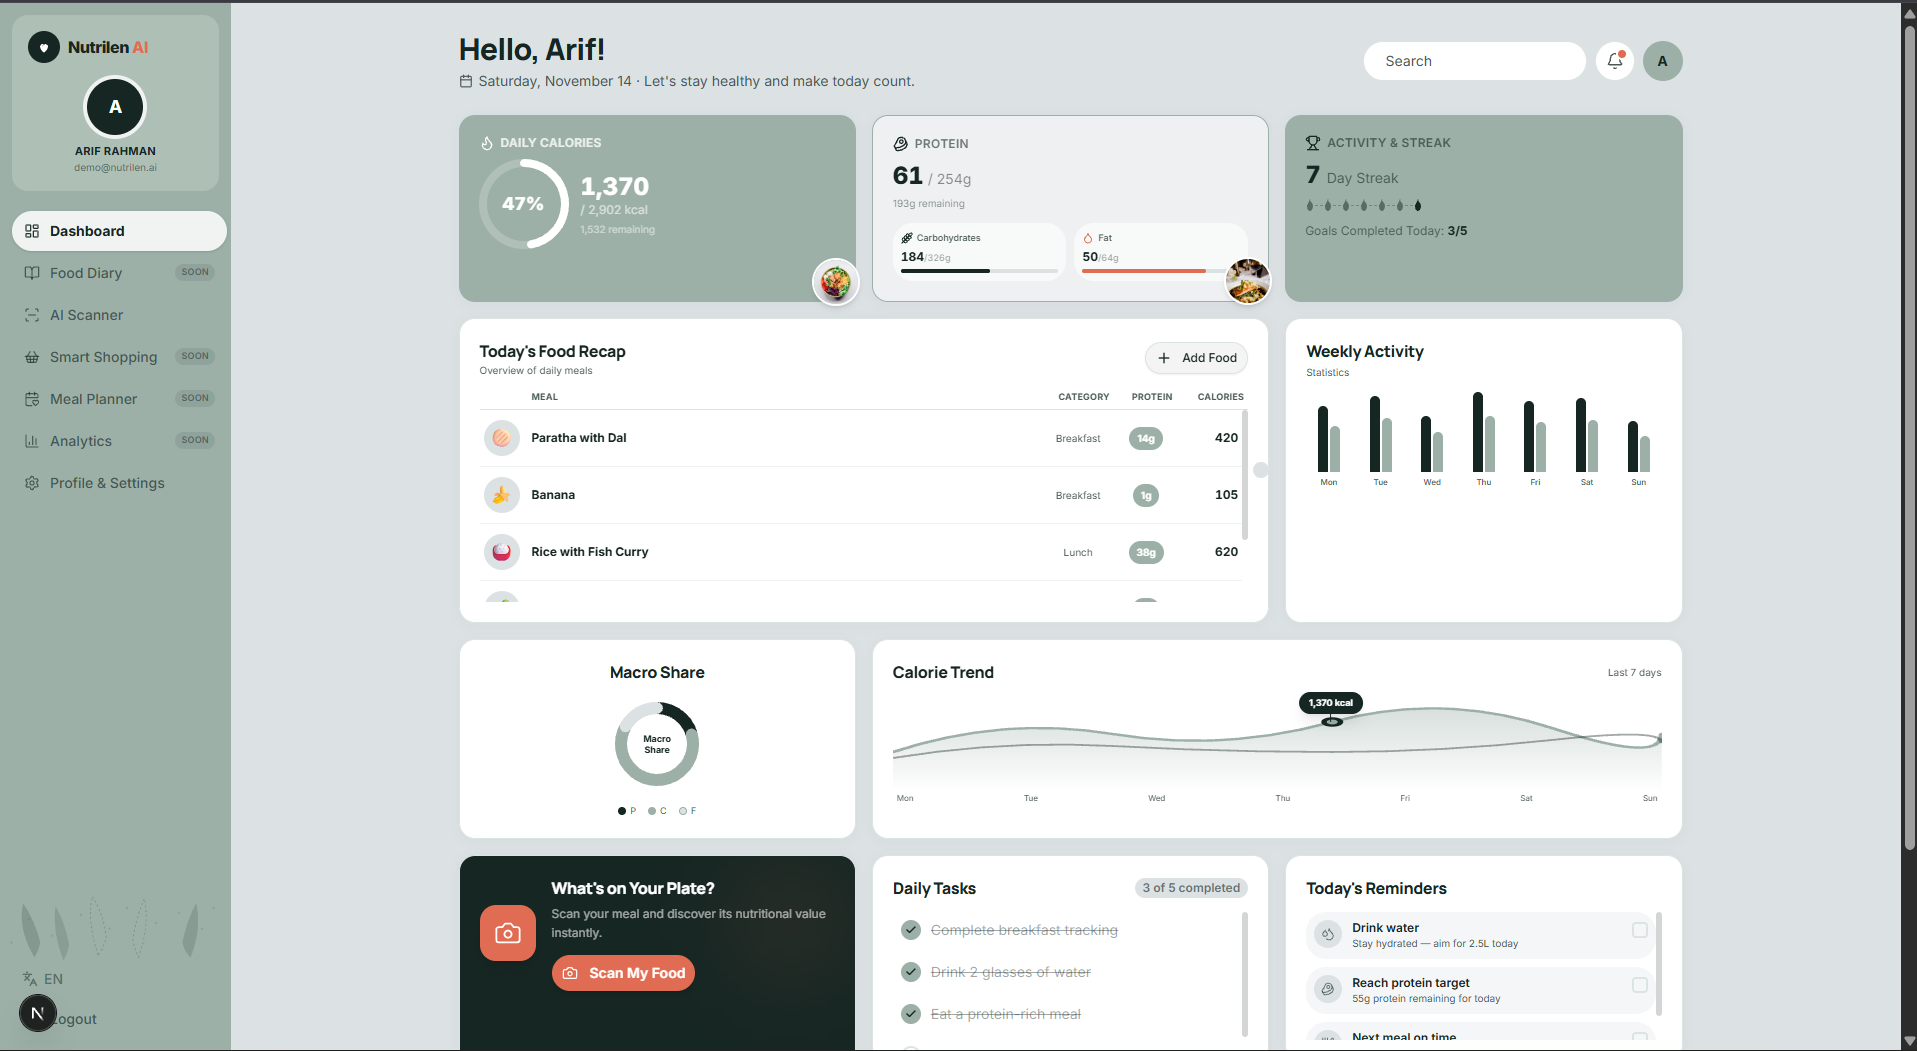 Nutrilen AI
A
ARIF RAHMAN
demo@nutrilen.ai
Dashboard
Food Diary SOON
AI Scanner
Smart Shopping SOON
Meal Planner SOON
Analytics SOON
Profile & Settings
EN
N
Logout
Hello, Arif!
Saturday, November 14 · Let's stay healthy and make today count.
Search
A
DAILY CALORIES
47%
1,370
/ 2,902 kcal
1,532 remaining
PROTEIN
61 / 254g
193g remaining
Carbohydrates
184/326g
Fat
50/64g
ACTIVITY & STREAK
7 Day Streak
Goals Completed Today: 3/5
Today's Food Recap
Overview of daily meals
Add Food
MEAL CATEGORY PROTEIN CALORIES
Paratha with Dal Breakfast 14g 420
Banana Breakfast 1g 105
Rice with Fish Curry Lunch 38g 620
Weekly Activity
Statistics
Mon Tue Wed Thu Fri Sat Sun
Macro Share
Macro
Share
P C F
Calorie Trend
Last 7 days
1,370 kcal
Mon Tue Wed Thu Fri Sat Sun
What's on Your Plate?
Scan your meal and discover its nutritional value
instantly.
Scan My Food
Daily Tasks
3 of 5 completed
Complete breakfast tracking
Drink 2 glasses of water
Eat a protein-rich meal
Today's Reminders
Drink water
Stay hydrated — aim for 2.5L today
Reach protein target
55g protein remaining for today
Next meal on time